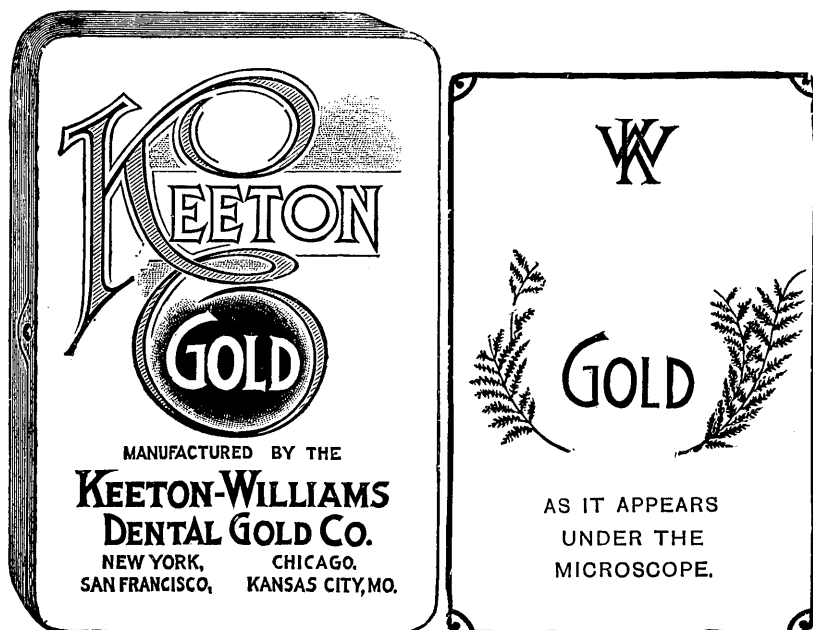 KEETON
GOLD
MANUFACTURED BY THE
KEETON-WILLIAMS
DENTAL GOLD CO.
NEW YORK, CHICAGO.
SAN FRANCISCO, KANSAS CITY, MO.
KW
GOLD
AS IT APPEARS
UNDER THE
MICROSCOPE.